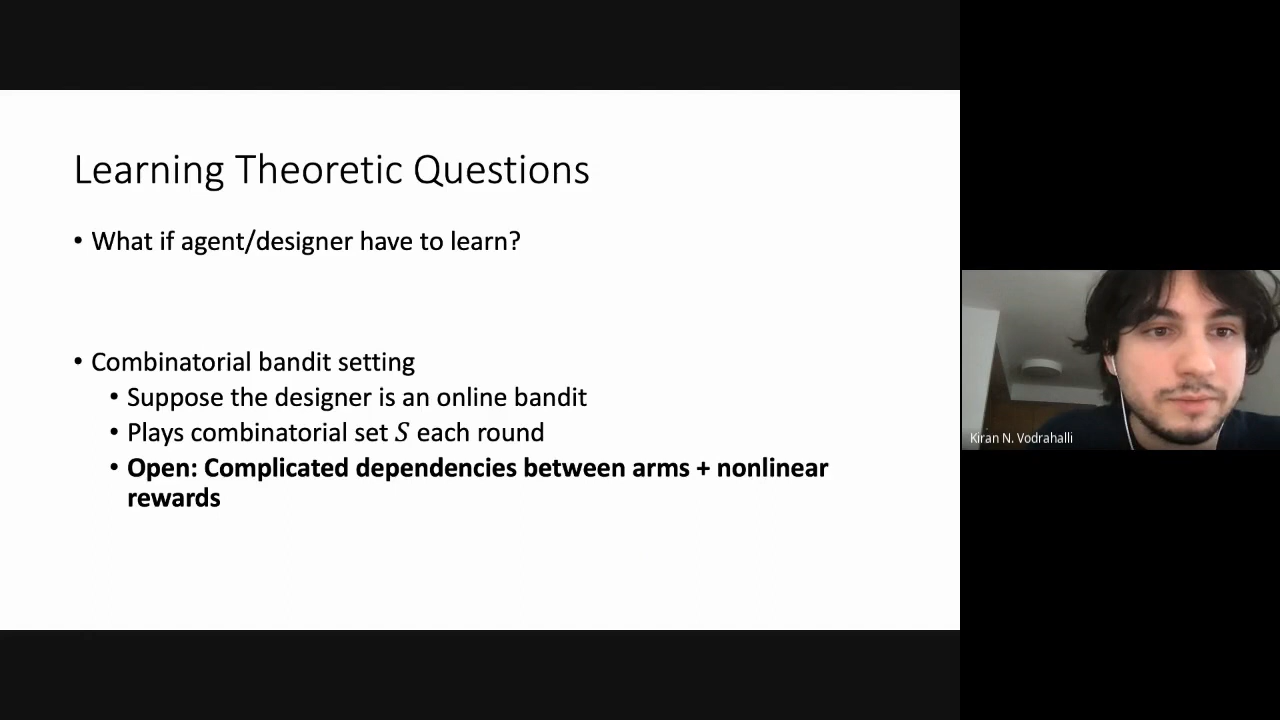 Learning Theoretic Questions
• What if agent/designer have to learn?
• Combinatorial bandit setting
• Suppose the designer is an online bandit
• Plays combinatorial set S each round
• Open: Complicated dependencies between arms + nonlinear
rewards
Kiran N. Vodrahalli